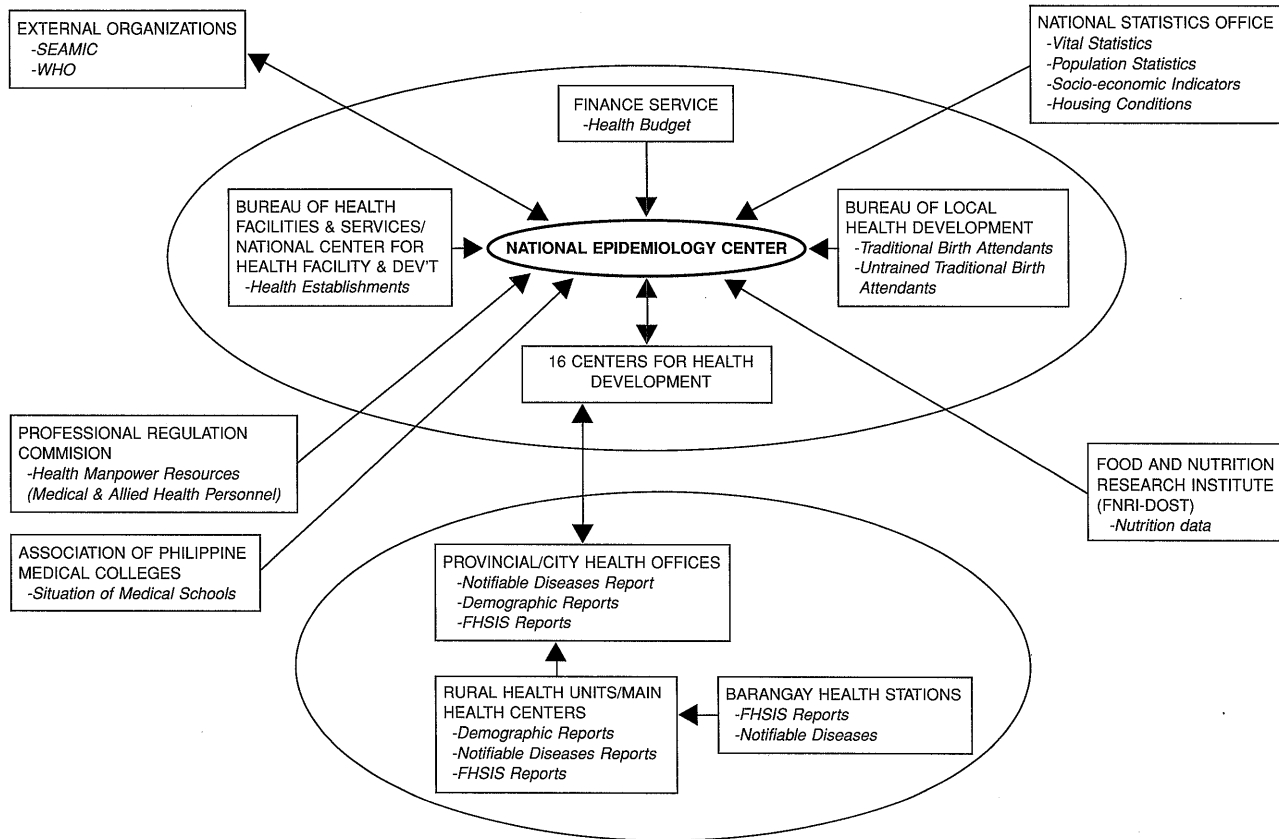 EXTERNAL ORGANIZATIONS
-SEAMIC
-WHO
NATIONAL STATISTICS OFFICE
-Vital Statistics
-Population Statistics
-Socio-economic Indicators
-Housing Conditions
FINANCE SERVICE
-Health Budget
BUREAU OF HEALTH
FACILITIES & SERVICES/
NATIONAL CENTER FOR
HEALTH FACILITY & DEV'T
-Health Establishments
NATIONAL EPIDEMIOLOGY CENTER
BUREAU OF LOCAL
HEALTH DEVELOPMENT
-Traditional Birth Attendants
-Untrained Traditional Birth
Attendants
16 CENTERS FOR HEALTH
DEVELOPMENT
PROFESSIONAL REGULATION
COMMISION
-Health Manpower Resources
(Medical & Allied Health Personnel)
FOOD AND NUTRITION
RESEARCH INSTITUTE
(FNRI-DOST)
-Nutrition data
ASSOCIATION OF PHILIPPINE
MEDICAL COLLEGES
-Situation of Medical Schools
PROVINCIAL/CITY HEALTH OFFICES
-Notifiable Diseases Report
-Demographic Reports
-FHSIS Reports
RURAL HEALTH UNITS/MAIN
HEALTH CENTERS
-Demographic Reports
-Notifiable Diseases Reports
-FHSIS Reports
BARANGAY HEALTH STATIONS
-FHSIS Reports
-Notifiable Diseases